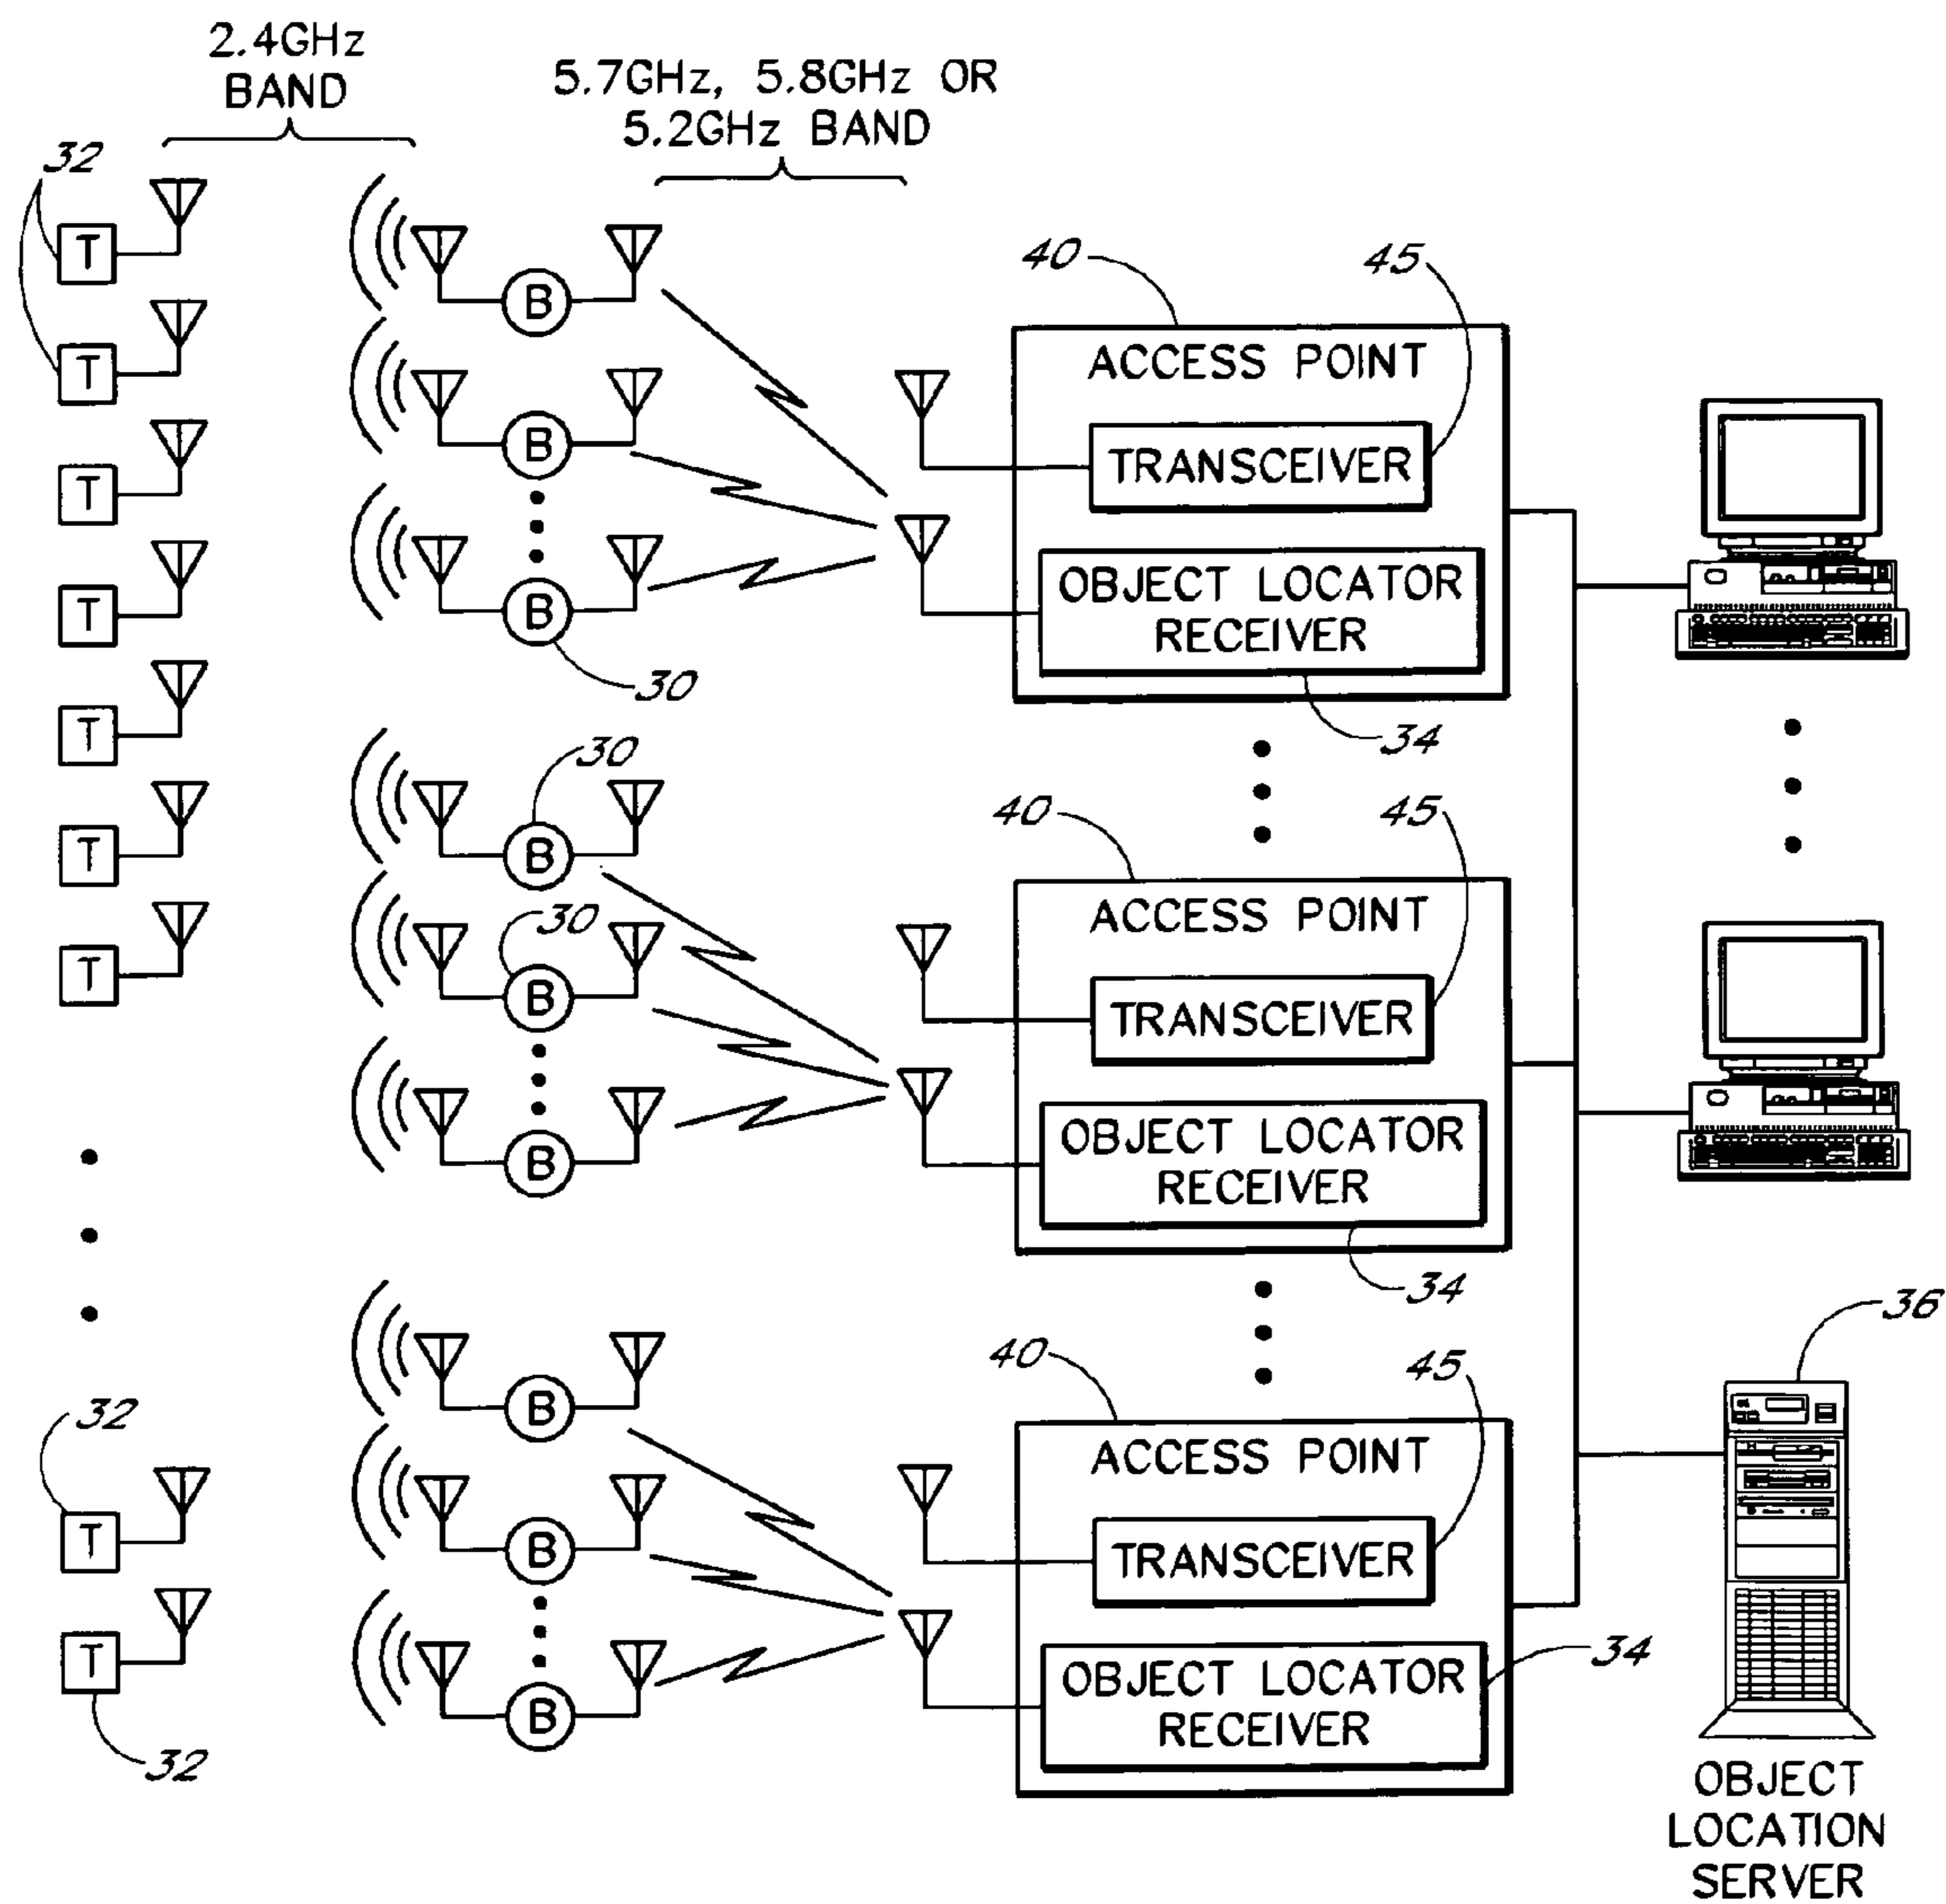 2.4GHz
BAND
5.7GHz, 5.8GHz OR
5.2GHz BAND
32
T
T
T
T
T
T
T
32
T
T
32
B
B
B
30
30
B
30
B
B
B
B
B
40
45
ACCESS POINT
TRANSCEIVER
OBJECT LOCATOR
RECEIVER
34
40
45
ACCESS POINT
TRANSCEIVER
OBJECT LOCATOR
RECEIVER
34
40
45
ACCESS POINT
TRANSCEIVER
OBJECT LOCATOR
RECEIVER
34
36
OBJECT
LOCATION
SERVER